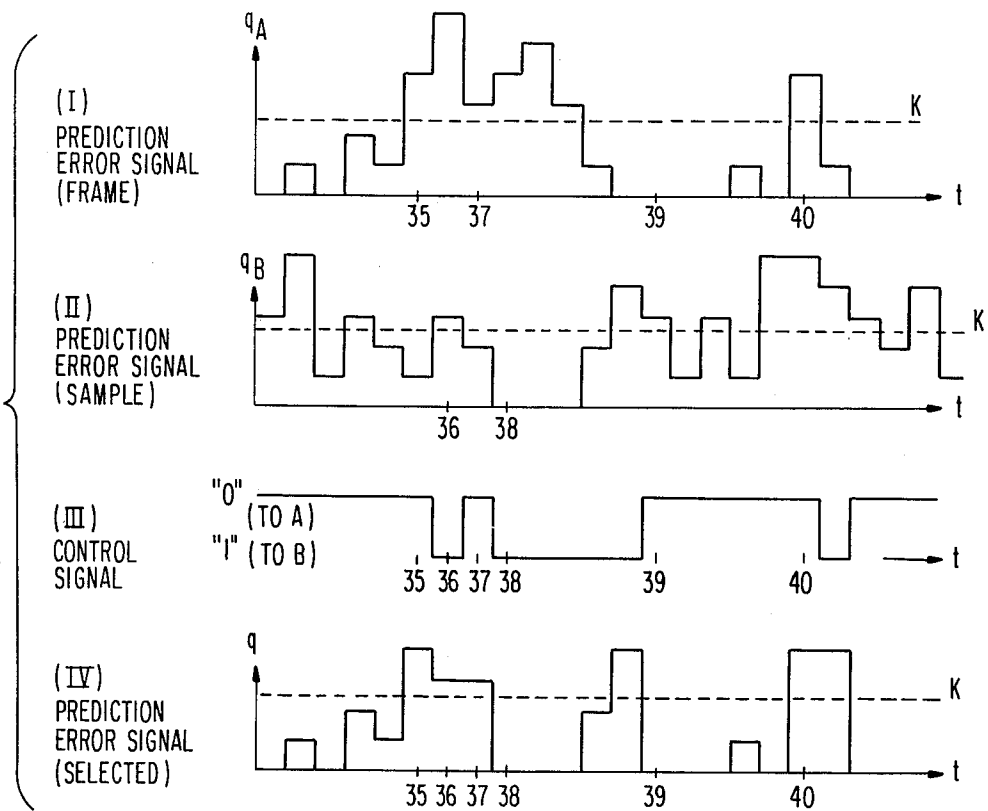 qA
(I)
PREDICTION
ERROR SIGNAL
(FRAME)
K
t
35 37 39 40
qB
(II)
PREDICTION
ERROR SIGNAL
(SAMPLE)
K
t
36 38
(III)
CONTROL
SIGNAL
"0"
(TO A)
"1" (TO B)
t
35 36 37 38 39 40
q
(IV)
PREDICTION
ERROR SIGNAL
(SELECTED)
K
t
35 36 37 38 39 40